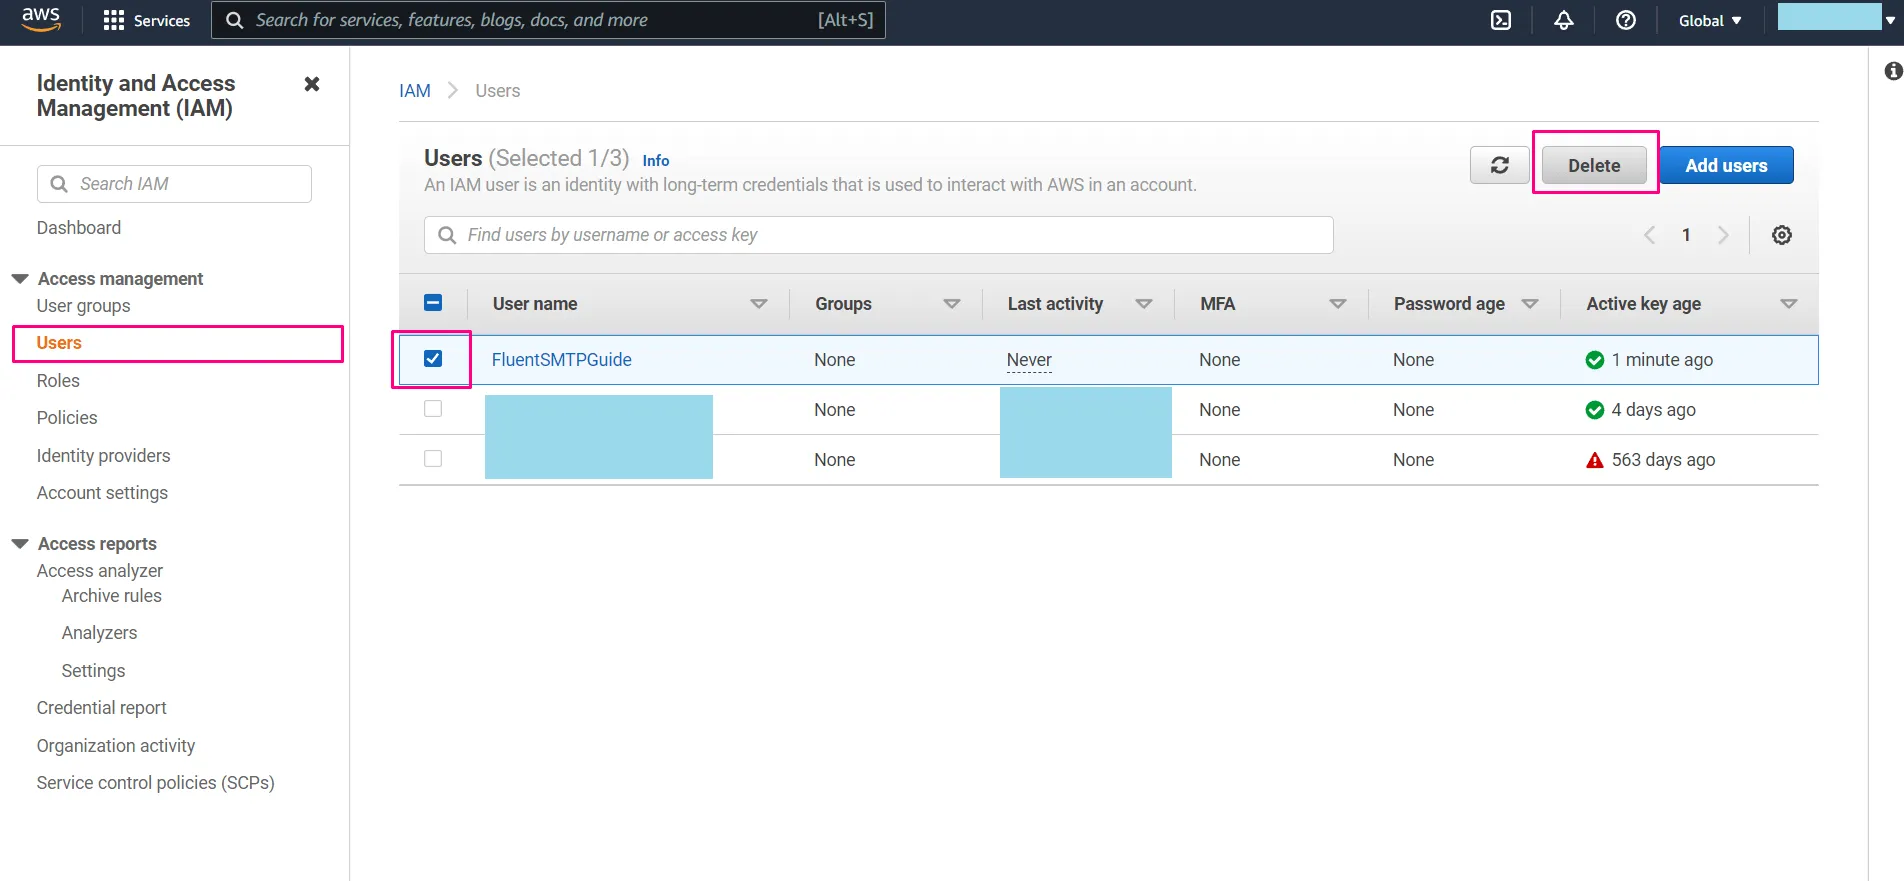 aws
Services
Search for services, features, blogs, docs, and more
[Alt+S]
Global
Identity and Access
Management (IAM)
Search IAM
Dashboard
Access management
User groups
Users
Roles
Policies
Identity providers
Account settings
Access reports
Access analyzer
Archive rules
Analyzers
Settings
Credential report
Organization activity
Service control policies (SCPs)
IAM
Users
Users (Selected 1/3) Info
An IAM user is an identity with long-term credentials that is used to interact with AWS in an account.
Delete
Add users
Find users by username or access key
1
User name Groups Last activity MFA Password age Active key age
FluentSMTPGuide None Never None None 1 minute ago
None None None 4 days ago
None None None 563 days ago